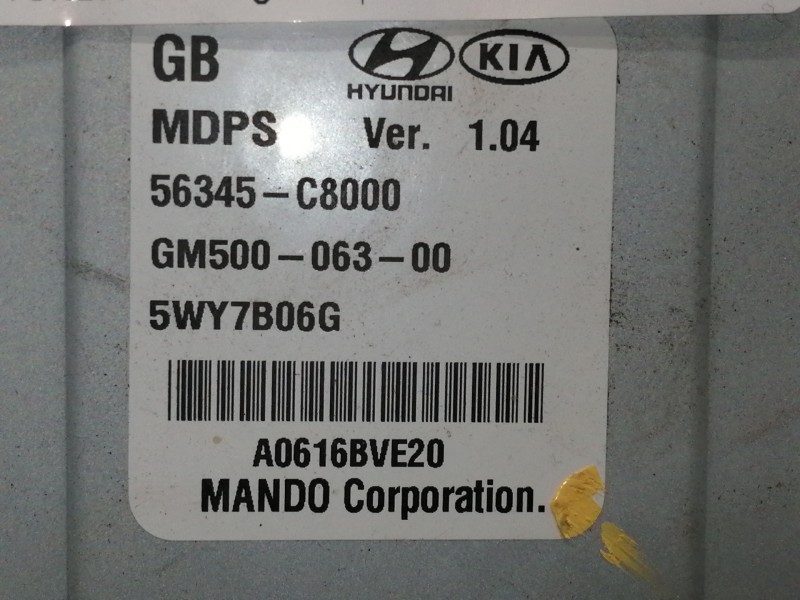 GB
HYUNDAI
KIA
MDPS Ver. 1.04
56345-C8000
GM500-063-00
5WY7B06G
A0616BVE20
MANDO Corporation.